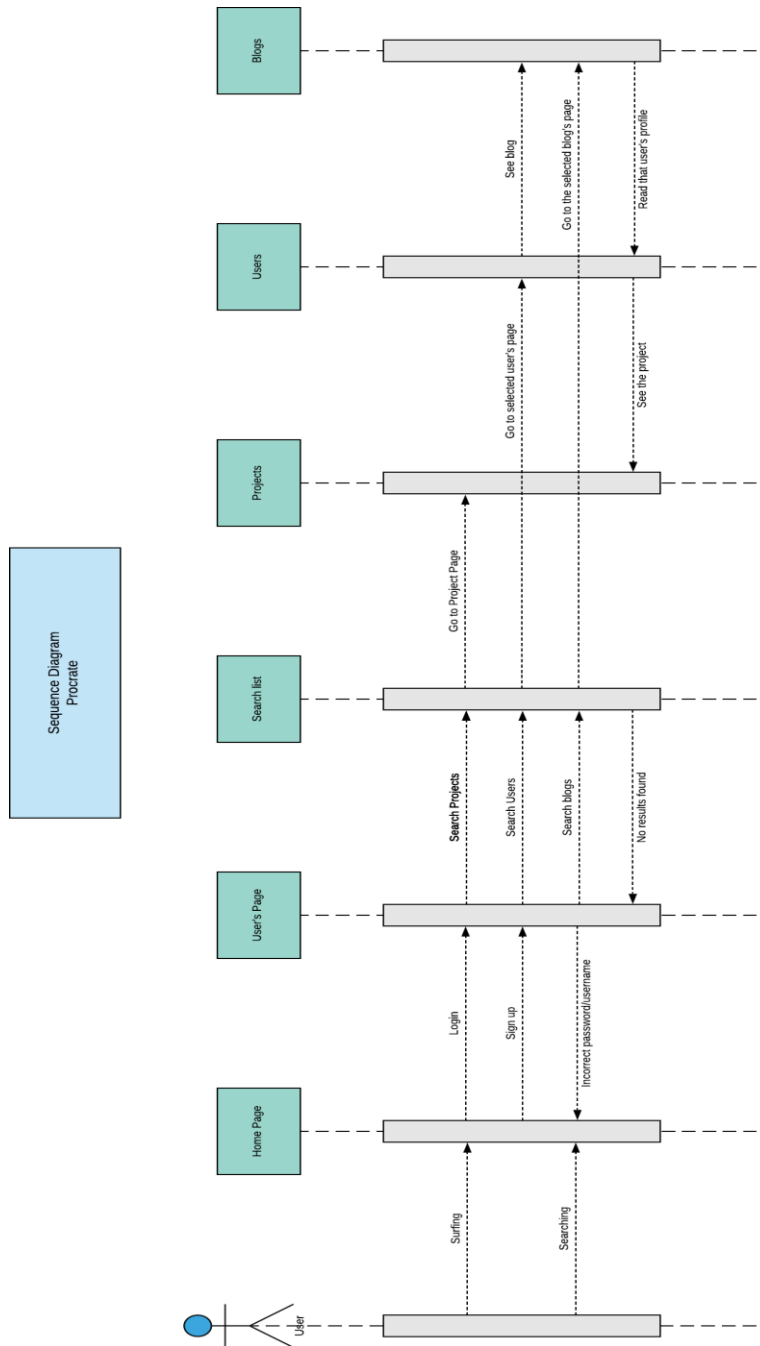 Sequence Diagram
Procrate
User
Home Page
User's Page
Search list
Projects
Users
Blogs
Surfing
Login
Search Projects
Go to Project Page
Sign up
Search Users
Go to selected user's page
See blog
Searching
Incorrect password/username
Search blogs
Go to the selected blog's page
No results found
See the project
Read that user's profile